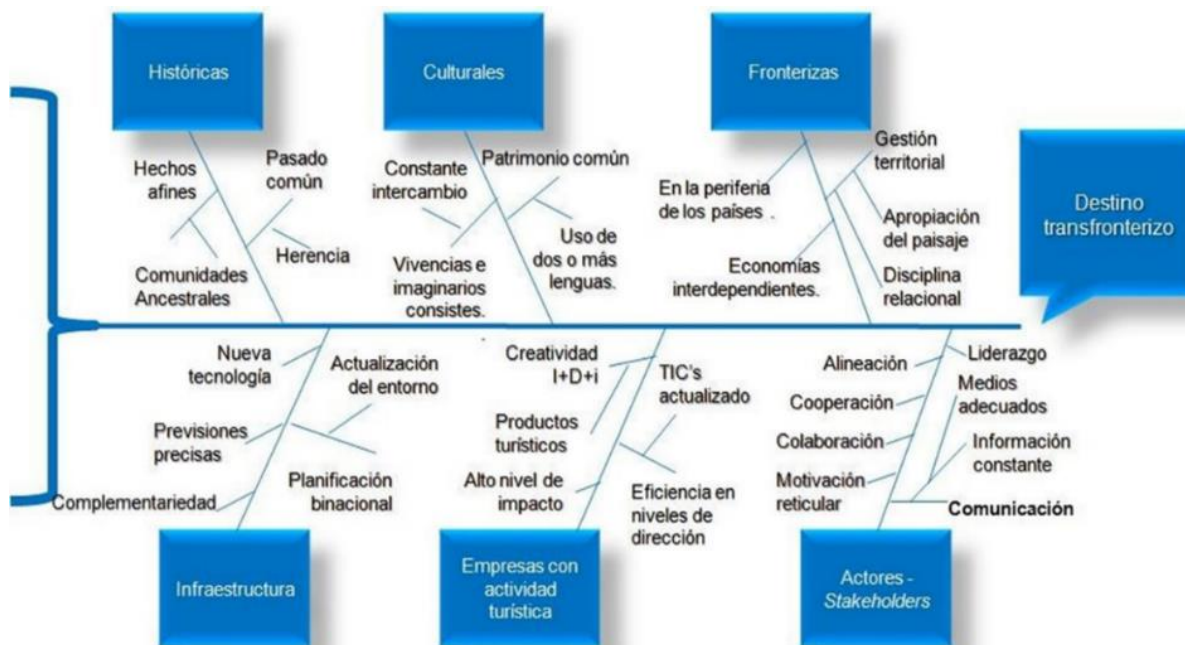 Históricas
Culturales
Fronterizas
Hechos
afines
Pasado
común
Comunidades
Ancestrales
Herencia
Constante
intercambio
Patrimonio común
Vivencias e
imaginarios
consistes.
Uso de
dos o más
lenguas.
En la periferia
de los países .
Economías
interdependientes.
Gestión
territorial
Apropiación
del paisaje
Disciplina
relacional
Destino
transfronterizo
Nueva
tecnología
Actualización
del entorno
Previsiones
precisas
Complementariedad
Planificación
binacional
Creatividad
I+D+i
TIC's
actualizado
Productos
turísticos
Alto nivel de
impacto
Eficiencia en
niveles de
dirección
Alineación
Liderazgo
Cooperación
Medios
adecuados
Colaboración
Información
constante
Motivación
reticular
Comunicación
Infraestructura
Empresas con
actividad
turística
Actores -
Stakeholders